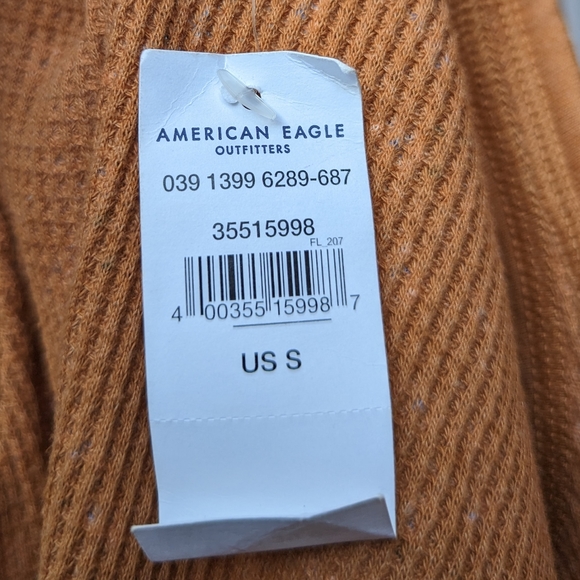 AMERICAN EAGLE
OUTFITTERS
039 1399 6289-687
35515998
FL_207
4 00355 15998 7
US S